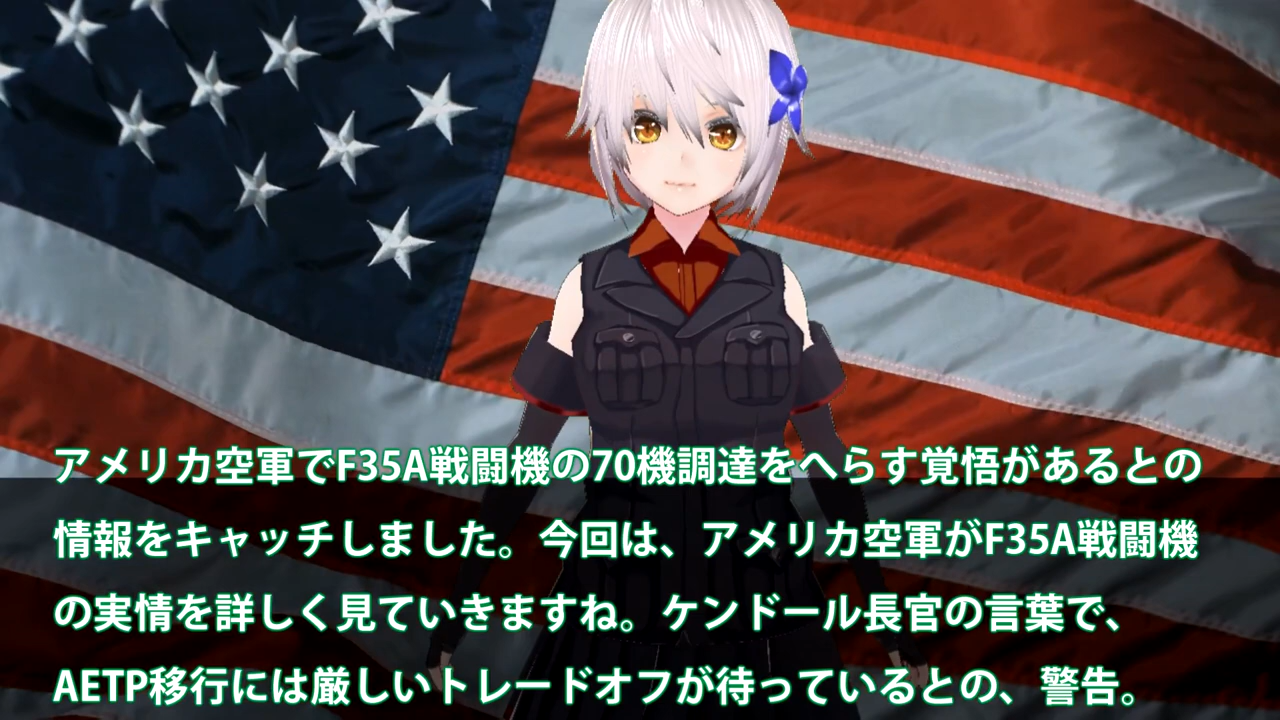 アメリカ空軍でF35A戦闘機の70機調達をへらす覚悟があるとの
情報をキャッチしました。今回は、アメリカ空軍がF35A戦闘機
の実情を詳しく見ていきますね。ケンドール長官の言葉で、
AETP移行には厳しいトレードオフが待っているとの、警告。